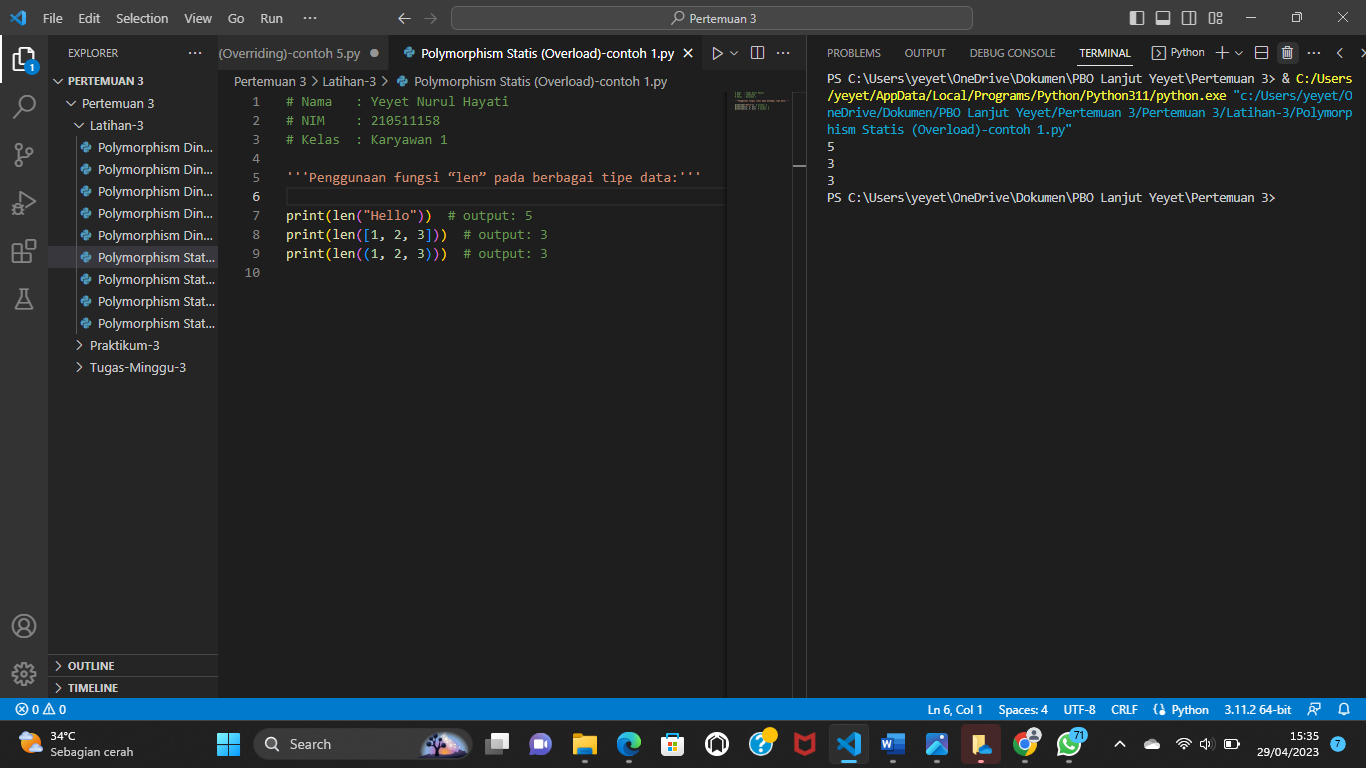 File Edit Selection View Go Run ···
Pertemuan 3
EXPLORER ···
PERTEMUAN 3
Pertemuan 3
Latihan-3
Polymorphism Din...
Polymorphism Din...
Polymorphism Din...
Polymorphism Din...
Polymorphism Din...
Polymorphism Stat...
Polymorphism Stat...
Polymorphism Stat...
Polymorphism Stat...
Praktikum-3
Tugas-Minggu-3
OUTLINE
TIMELINE
1
(Overriding)-contoh 5.py
Polymorphism Statis (Overload)-contoh 1.py
Pertemuan 3 > Latihan-3 > Polymorphism Statis (Overload)-contoh 1.py
1 # Nama   : Yeyet Nurul Hayati
2 # NIM    : 210511158
3 # Kelas  : Karyawan 1
4
5 '''Penggunaan fungsi “len” pada berbagai tipe data:'''
6
7 print(len("Hello"))  # output: 5
8 print(len([1, 2, 3]))  # output: 3
9 print(len((1, 2, 3)))  # output: 3
10
PROBLEMS OUTPUT DEBUG CONSOLE TERMINAL Python
PS C:\Users\yeyet\OneDrive\Dokumen\PBO Lanjut Yeyet\Pertemuan 3> & C:/Users
/yeyet/AppData/Local/Programs/Python/Python311/python.exe "c:/Users/yeyet/O
neDrive/Dokumen/PBO Lanjut Yeyet/Pertemuan 3/Pertemuan 3/Latihan-3/Polymorp
hism Statis (Overload)-contoh 1.py"
5
3
3
PS C:\Users\yeyet\OneDrive\Dokumen\PBO Lanjut Yeyet\Pertemuan 3>
0 0
Ln 6, Col 1 Spaces: 4 UTF-8 CRLF Python 3.11.2 64-bit
34°C
Sebagian cerah
Search
71
15:35
29/04/2023
7